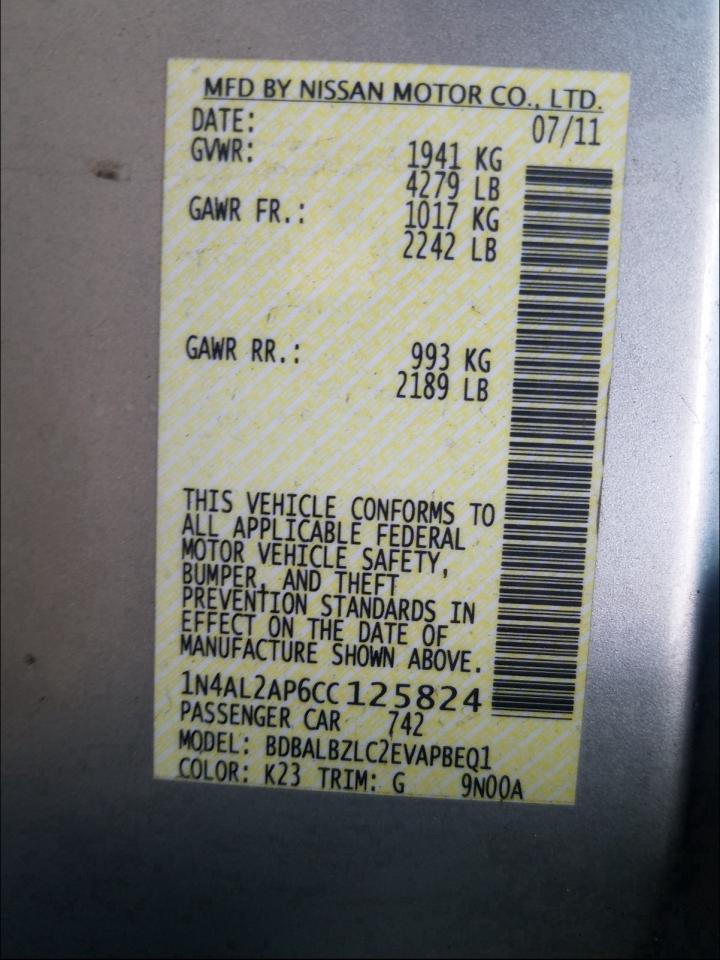 MFD BY NISSAN MOTOR CO., LTD.
DATE: 07/11
GVWR: 1941 KG
4279 LB
GAWR FR.: 1017 KG
2242 LB
GAWR RR.: 993 KG
2189 LB
THIS VEHICLE CONFORMS TO
ALL APPLICABLE FEDERAL
MOTOR VEHICLE SAFETY,
BUMPER, AND THEFT
PREVENTION STANDARDS IN
EFFECT ON THE DATE OF
MANUFACTURE SHOWN ABOVE.
1N4AL2AP6CC125824
PASSENGER CAR 742
MODEL: BDBALBZLC2EVAPBEQ1
COLOR: K23 TRIM: G 9N00A